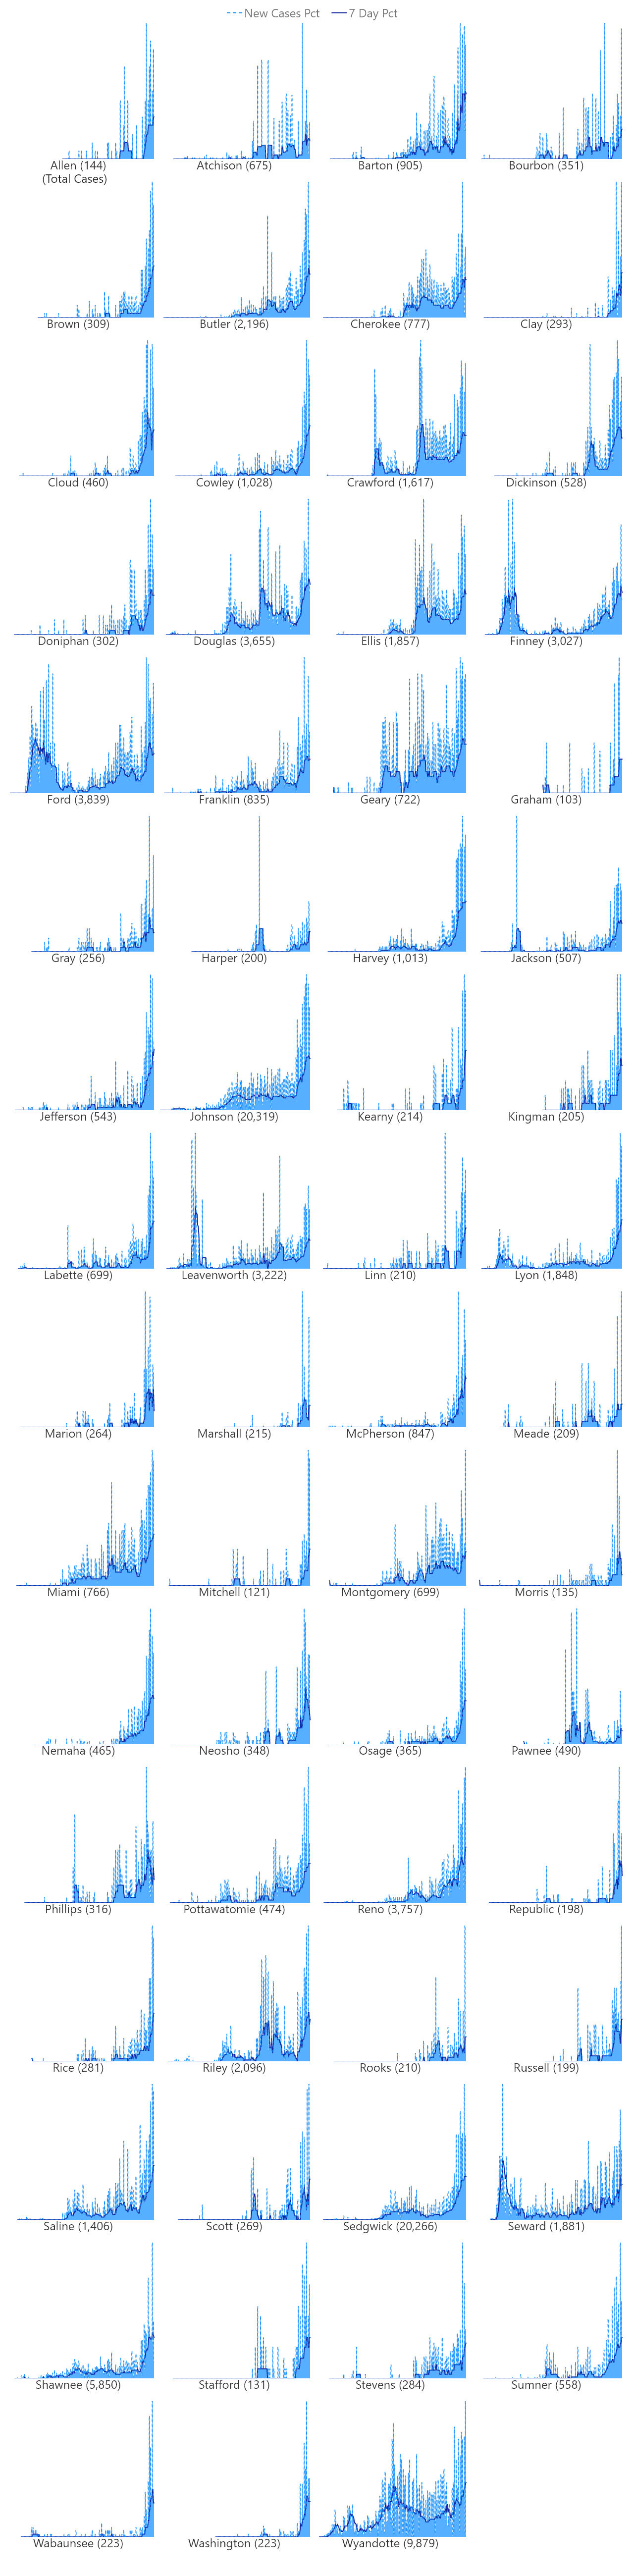 New Cases Pct 7 Day Pct
Allen (144) Atchison (675) Barton (905) Bourbon (351)
(Total Cases)
Brown (309) Butler (2,196) Cherokee (777) Clay (293)
Cloud (460) Cowley (1,028) Crawford (1,617) Dickinson (528)
Doniphan (302) Douglas (3,655) Ellis (1,857) Finney (3,027)
Ford (3,839) Franklin (835) Geary (722) Graham (103)
Gray (256) Harper (200) Harvey (1,013) Jackson (507)
Jefferson (543) Johnson (20,319) Kearny (214) Kingman (205)
Labette (699) Leavenworth (3,222) Linn (210) Lyon (1,848)
Marion (264) Marshall (215) McPherson (847) Meade (209)
Miami (766) Mitchell (121) Montgomery (699) Morris (135)
Nemaha (465) Neosho (348) Osage (365) Pawnee (490)
Phillips (316) Pottawatomie (474) Reno (3,757) Republic (198)
Rice (281) Riley (2,096) Rooks (210) Russell (199)
Saline (1,406) Scott (269) Sedgwick (20,266) Seward (1,881)
Shawnee (5,850) Stafford (131) Stevens (284) Sumner (558)
Wabaunsee (223) Washington (223) Wyandotte (9,879)